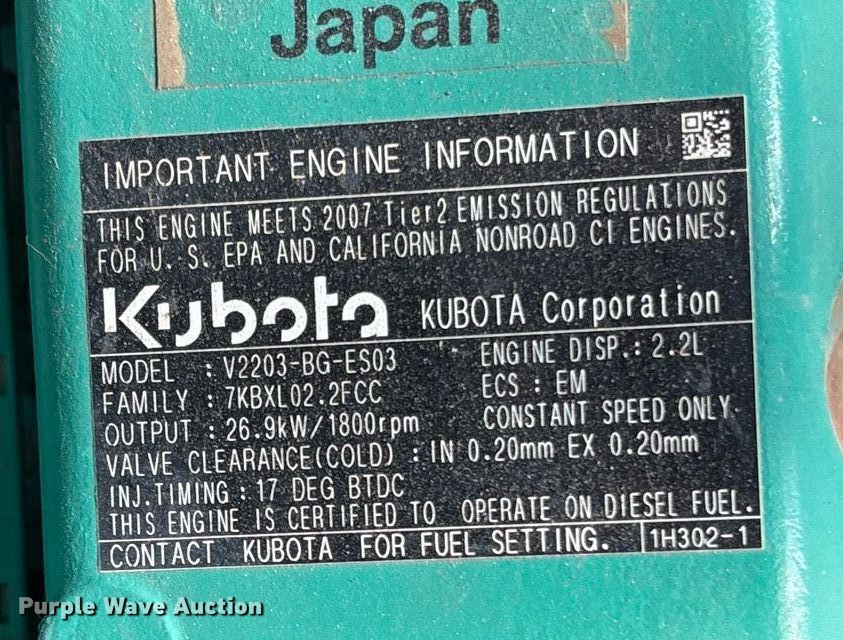 Japan
IMPORTANT ENGINE INFORMATION
THIS ENGINE MEETS 2007 Tier2 EMISSION REGULATIONS
FOR U. S. EPA AND CALIFORNIA NONROAD CI ENGINES.
Kubota KUBOTA Corporation
MODEL : V2203-BG-ES03 ENGINE DISP.: 2.2L
FAMILY : 7KBXL02.2FCC ECS : EM
OUTPUT : 26.9kW/1800rpm CONSTANT SPEED ONLY.
VALVE CLEARANCE(COLD) : IN 0.20mm EX 0.20mm
INJ.TIMING : 17 DEG BTDC
THIS ENGINE IS CERTIFIED TO OPERATE ON DIESEL FUEL.
CONTACT KUBOTA FOR FUEL SETTING. 1H302-1
Purple Wave Auction